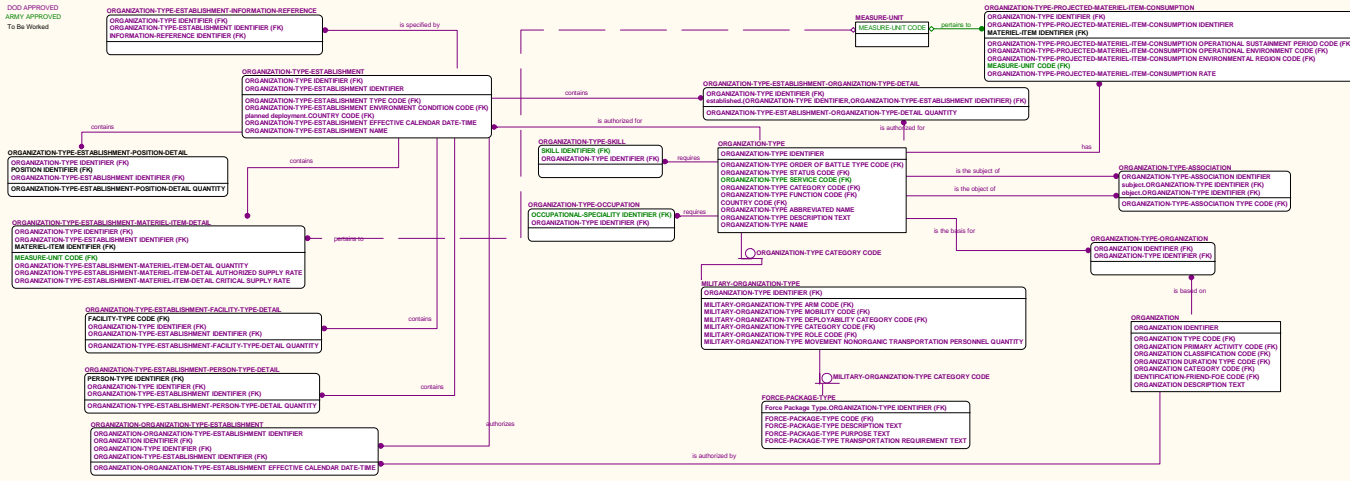 DOD APPROVED
ARMY APPROVED
To Be Worked
ORGANIZATION-TYPE-ESTABLISHMENT-INFORMATION-REFERENCE
ORGANIZATION-TYPE IDENTIFIER (FK)
ORGANIZATION-TYPE-ESTABLISHMENT IDENTIFIER (FK)
INFORMATION-REFERENCE IDENTIFIER (FK)
is specified by
MEASURE-UNIT
MEASURE-UNIT CODE
pertains to
ORGANIZATION-TYPE-PROJECTED-MATERIEL-ITEM-CONSUMPTION
ORGANIZATION-TYPE IDENTIFIER (FK)
ORGANIZATION-TYPE-PROJECTED-MATERIEL-ITEM-CONSUMPTION IDENTIFIER
MATERIEL-ITEM IDENTIFIER (FK)
ORGANIZATION-TYPE-PROJECTED-MATERIEL-ITEM-CONSUMPTION OPERATIONAL SUSTAINMENT PERIOD CODE (FK)
ORGANIZATION-TYPE-PROJECTED-MATERIEL-ITEM-CONSUMPTION OPERATIONAL ENVIRONMENT CODE (FK)
ORGANIZATION-TYPE-PROJECTED-MATERIEL-ITEM-CONSUMPTION ENVIRONMENTAL REGION CODE (FK)
MEASURE-UNIT CODE (FK)
ORGANIZATION-TYPE-PROJECTED-MATERIEL-ITEM-CONSUMPTION RATE
ORGANIZATION-TYPE-ESTABLISHMENT
ORGANIZATION-TYPE IDENTIFIER (FK)
ORGANIZATION-TYPE-ESTABLISHMENT IDENTIFIER
ORGANIZATION-TYPE-ESTABLISHMENT TYPE CODE (FK)
ORGANIZATION-TYPE-ESTABLISHMENT ENVIRONMENT CONDITION CODE (FK)
planned deployment.COUNTRY CODE (FK)
ORGANIZATION-TYPE-ESTABLISHMENT EFFECTIVE CALENDAR DATE-TIME
ORGANIZATION-TYPE-ESTABLISHMENT NAME
contains
ORGANIZATION-TYPE-ESTABLISHMENT-ORGANIZATION-TYPE-DETAIL
ORGANIZATION-TYPE IDENTIFIER (FK)
established.(ORGANIZATION-TYPE IDENTIFIER,ORGANIZATION-TYPE-ESTABLISHMENT IDENTIFIER) (FK)
ORGANIZATION-TYPE-ESTABLISHMENT-ORGANIZATION-TYPE-DETAIL QUANTITY
is authorized for
is authorized for
contains
ORGANIZATION-TYPE-ESTABLISHMENT-POSITION-DETAIL
ORGANIZATION-TYPE IDENTIFIER (FK)
POSITION IDENTIFIER (FK)
ORGANIZATION-TYPE-ESTABLISHMENT IDENTIFIER (FK)
ORGANIZATION-TYPE-ESTABLISHMENT-POSITION-DETAIL QUANTITY
contains
ORGANIZATION-TYPE-SKILL
SKILL IDENTIFIER (FK)
ORGANIZATION-TYPE IDENTIFIER (FK)
requires
ORGANIZATION-TYPE
ORGANIZATION-TYPE IDENTIFIER
ORGANIZATION-TYPE ORDER OF BATTLE TYPE CODE (FK)
ORGANIZATION-TYPE STATUS CODE (FK)
ORGANIZATION-TYPE SERVICE CODE (FK)
ORGANIZATION-TYPE CATEGORY CODE (FK)
ORGANIZATION-TYPE FUNCTION CODE (FK)
COUNTRY CODE (FK)
ORGANIZATION-TYPE ABBREVIATED NAME
ORGANIZATION-TYPE DESCRIPTION TEXT
ORGANIZATION-TYPE NAME
has
is the subject of
is the object of
ORGANIZATION-TYPE-ASSOCIATION
ORGANIZATION-TYPE-ASSOCIATION IDENTIFIER
subject.ORGANIZATION-TYPE IDENTIFIER (FK)
object.ORGANIZATION-TYPE IDENTIFIER (FK)
ORGANIZATION-TYPE-ASSOCIATION TYPE CODE (FK)
ORGANIZATION-TYPE-OCCUPATION
OCCUPATIONAL-SPECIALITY IDENTIFIER (FK)
ORGANIZATION-TYPE IDENTIFIER (FK)
requires
is the basis for
ORGANIZATION-TYPE-ORGANIZATION
ORGANIZATION IDENTIFIER (FK)
ORGANIZATION-TYPE IDENTIFIER (FK)
is based on
ORGANIZATION-TYPE-ESTABLISHMENT-MATERIEL-ITEM-DETAIL
ORGANIZATION-TYPE IDENTIFIER (FK)
ORGANIZATION-TYPE-ESTABLISHMENT IDENTIFIER (FK)
MATERIEL-ITEM IDENTIFIER (FK)
MEASURE-UNIT CODE (FK)
ORGANIZATION-TYPE-ESTABLISHMENT-MATERIEL-ITEM-DETAIL QUANTITY
ORGANIZATION-TYPE-ESTABLISHMENT-MATERIEL-ITEM-DETAIL AUTHORIZED SUPPLY RATE
ORGANIZATION-TYPE-ESTABLISHMENT-MATERIEL-ITEM-DETAIL CRITICAL SUPPLY RATE
pertains to
ORGANIZATION-TYPE CATEGORY CODE
MILITARY-ORGANIZATION-TYPE
ORGANIZATION-TYPE IDENTIFIER (FK)
MILITARY-ORGANIZATION-TYPE ARM CODE (FK)
MILITARY-ORGANIZATION-TYPE MOBILITY CODE (FK)
MILITARY-ORGANIZATION-TYPE DEPLOYABILITY CATEGORY CODE (FK)
MILITARY-ORGANIZATION-TYPE CATEGORY CODE (FK)
MILITARY-ORGANIZATION-TYPE ROLE CODE (FK)
MILITARY-ORGANIZATION-TYPE MOVEMENT NONORGANIC TRANSPORTATION PERSONNEL QUANTITY
ORGANIZATION
ORGANIZATION IDENTIFIER
ORGANIZATION TYPE CODE (FK)
ORGANIZATION PRIMARY ACTIVITY CODE (FK)
ORGANIZATION CLASSIFICATION CODE (FK)
ORGANIZATION DURATION TYPE CODE (FK)
ORGANIZATION CATEGORY CODE (FK)
IDENTIFICATION-FRIEND-FOE CODE (FK)
ORGANIZATION DESCRIPTION TEXT
ORGANIZATION-TYPE-ESTABLISHMENT-FACILITY-TYPE-DETAIL
FACILITY-TYPE CODE (FK)
ORGANIZATION-TYPE IDENTIFIER (FK)
ORGANIZATION-TYPE-ESTABLISHMENT IDENTIFIER (FK)
ORGANIZATION-TYPE-ESTABLISHMENT-FACILITY-TYPE-DETAIL QUANTITY
contains
ORGANIZATION-TYPE-ESTABLISHMENT-PERSON-TYPE-DETAIL
PERSON-TYPE IDENTIFIER (FK)
ORGANIZATION-TYPE IDENTIFIER (FK)
ORGANIZATION-TYPE-ESTABLISHMENT IDENTIFIER (FK)
ORGANIZATION-TYPE-ESTABLISHMENT-PERSON-TYPE-DETAIL QUANTITY
contains
MILITARY-ORGANIZATION-TYPE CATEGORY CODE
FORCE-PACKAGE-TYPE
Force Package Type.ORGANIZATION-TYPE IDENTIFIER (FK)
FORCE-PACKAGE-TYPE CODE (FK)
FORCE-PACKAGE-TYPE DESCRIPTION TEXT
FORCE-PACKAGE-TYPE PURPOSE TEXT
FORCE-PACKAGE-TYPE TRANSPORTATION REQUIREMENT TEXT
ORGANIZATION-ORGANIZATION-TYPE-ESTABLISHMENT
ORGANIZATION-ORGANIZATION-TYPE-ESTABLISHMENT IDENTIFIER
ORGANIZATION IDENTIFIER (FK)
ORGANIZATION-TYPE IDENTIFIER (FK)
ORGANIZATION-TYPE-ESTABLISHMENT IDENTIFIER (FK)
ORGANIZATION-ORGANIZATION-TYPE-ESTABLISHMENT EFFECTIVE CALENDAR DATE-TIME
authorizes
is authorized by